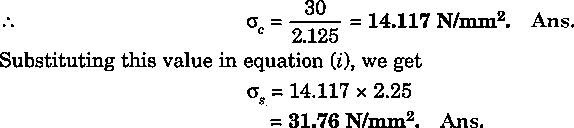 ∴ σc = 30/2.125 = 14.117 N/mm². Ans.
Substituting this value in equation (i), we get
σs = 14.117 × 2.25
= 31.76 N/mm². Ans.